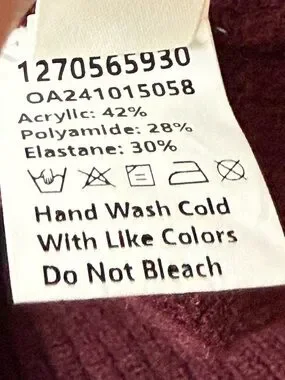 1270565930
OA241015058
Acrylic: 42%
Polyamide: 28%
Elastane: 30%
Hand Wash Cold
With Like Colors
Do Not Bleach